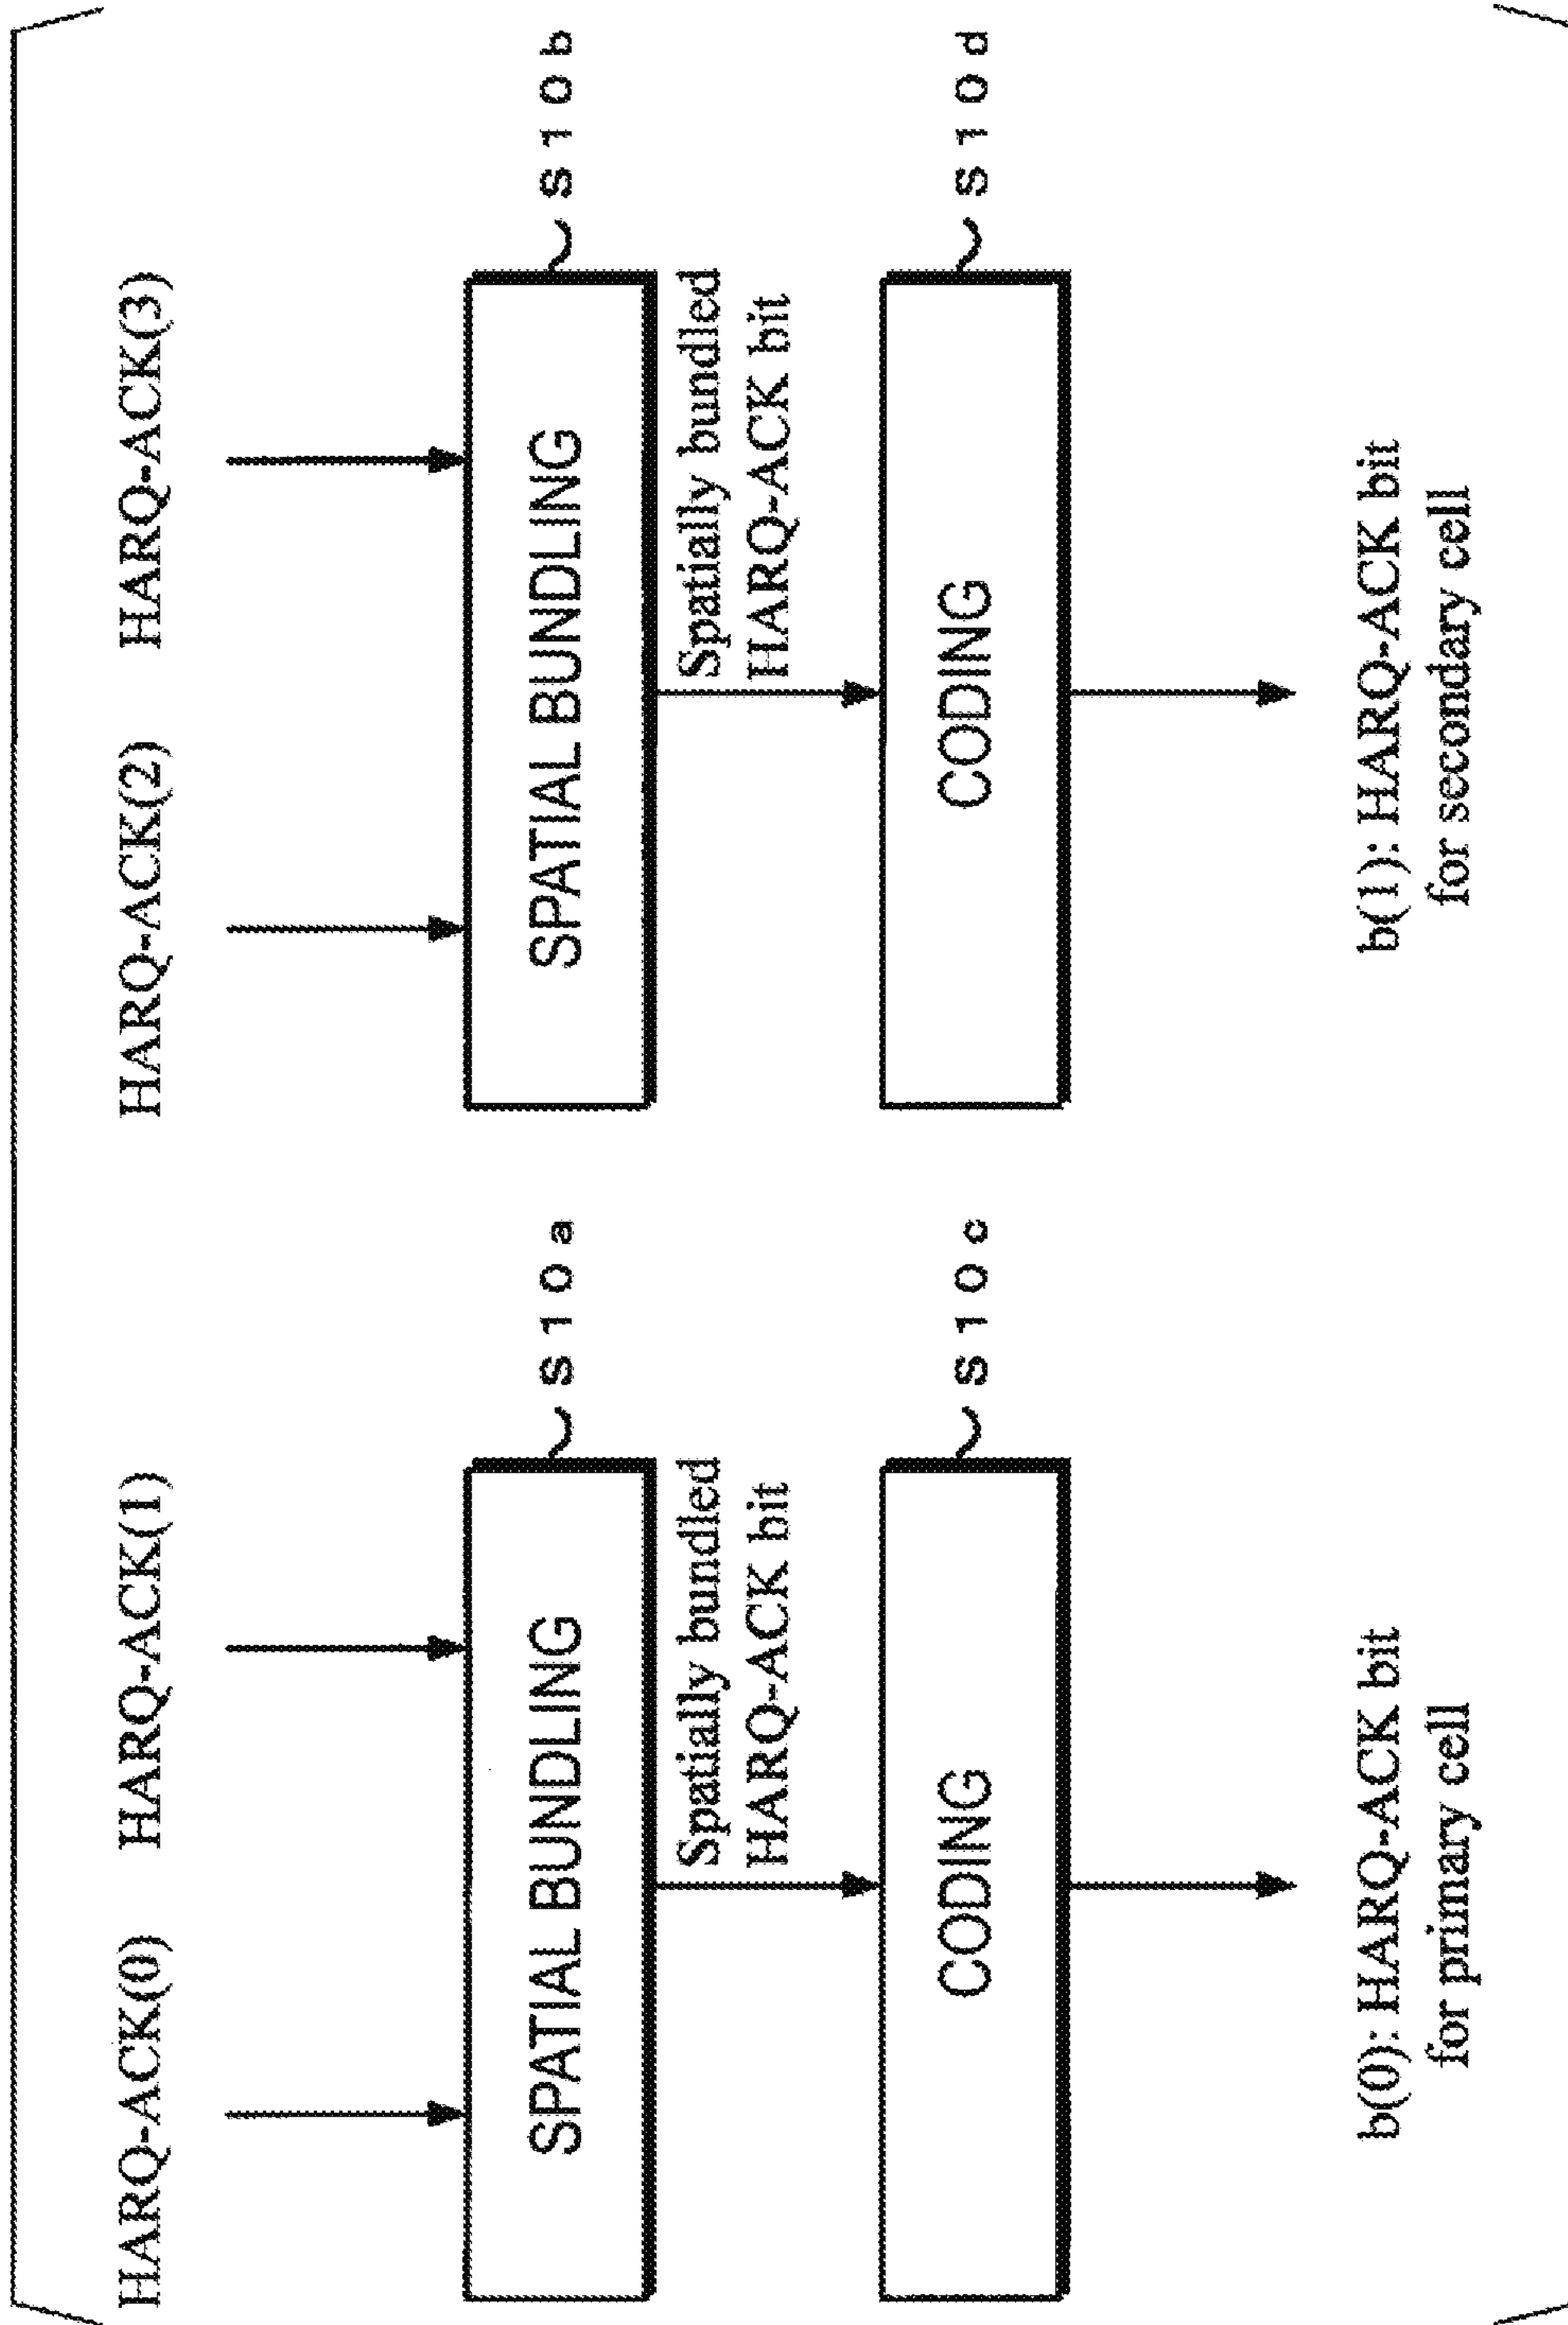 HARQ-ACK(0)
HARQ-ACK(1)
SPATIAL BUNDLING
S10a
Spatially bundled
HARQ-ACK bit
CODING
S10c
b(0): HARQ-ACK bit
for primary cell
HARQ-ACK(2)
HARQ-ACK(3)
SPATIAL BUNDLING
S10b
Spatially bundled
HARQ-ACK bit
CODING
S10d
b(1): HARQ-ACK bit
for secondary cell